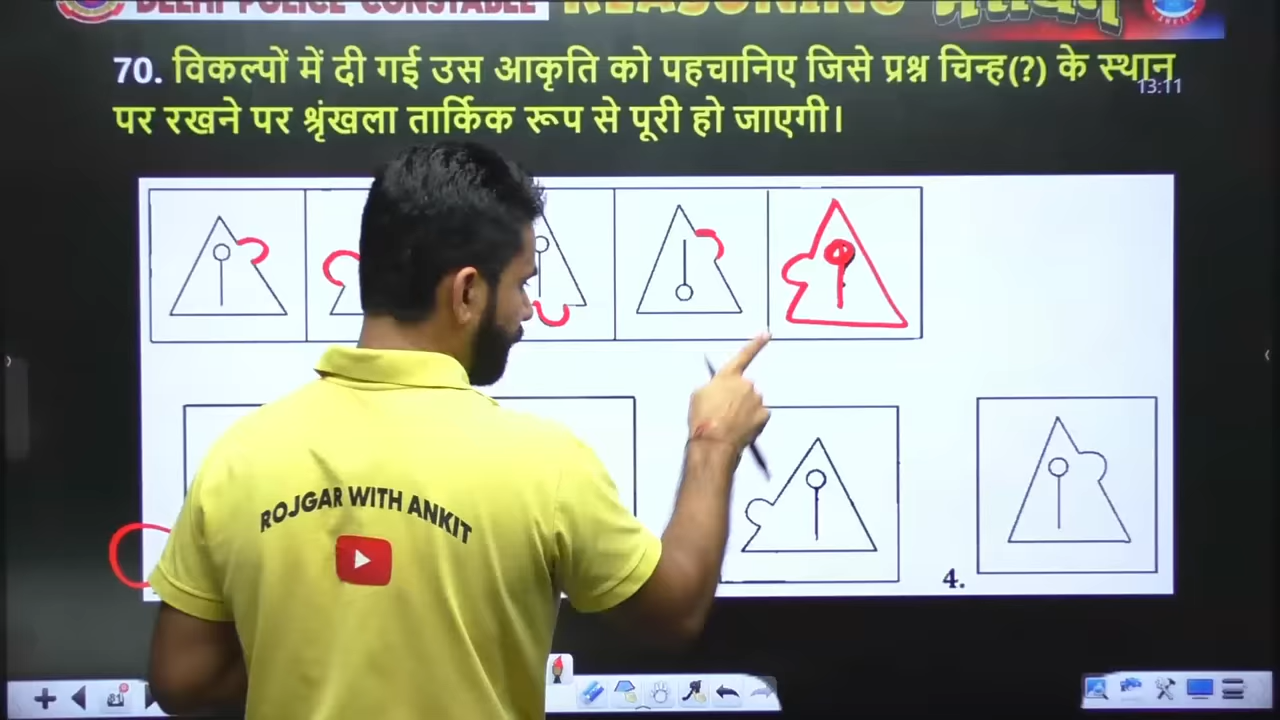 DELHI POLICE CONSTABLE REASONING
70. विकल्पों में दी गई उस आकृति को पहचानिए जिसे प्रश्न चिन्ह(?) के स्थान
13:11
पर रखने पर श्रृंखला तार्किक रूप से पूरी हो जाएगी।
ROJGAR WITH ANKIT
4.